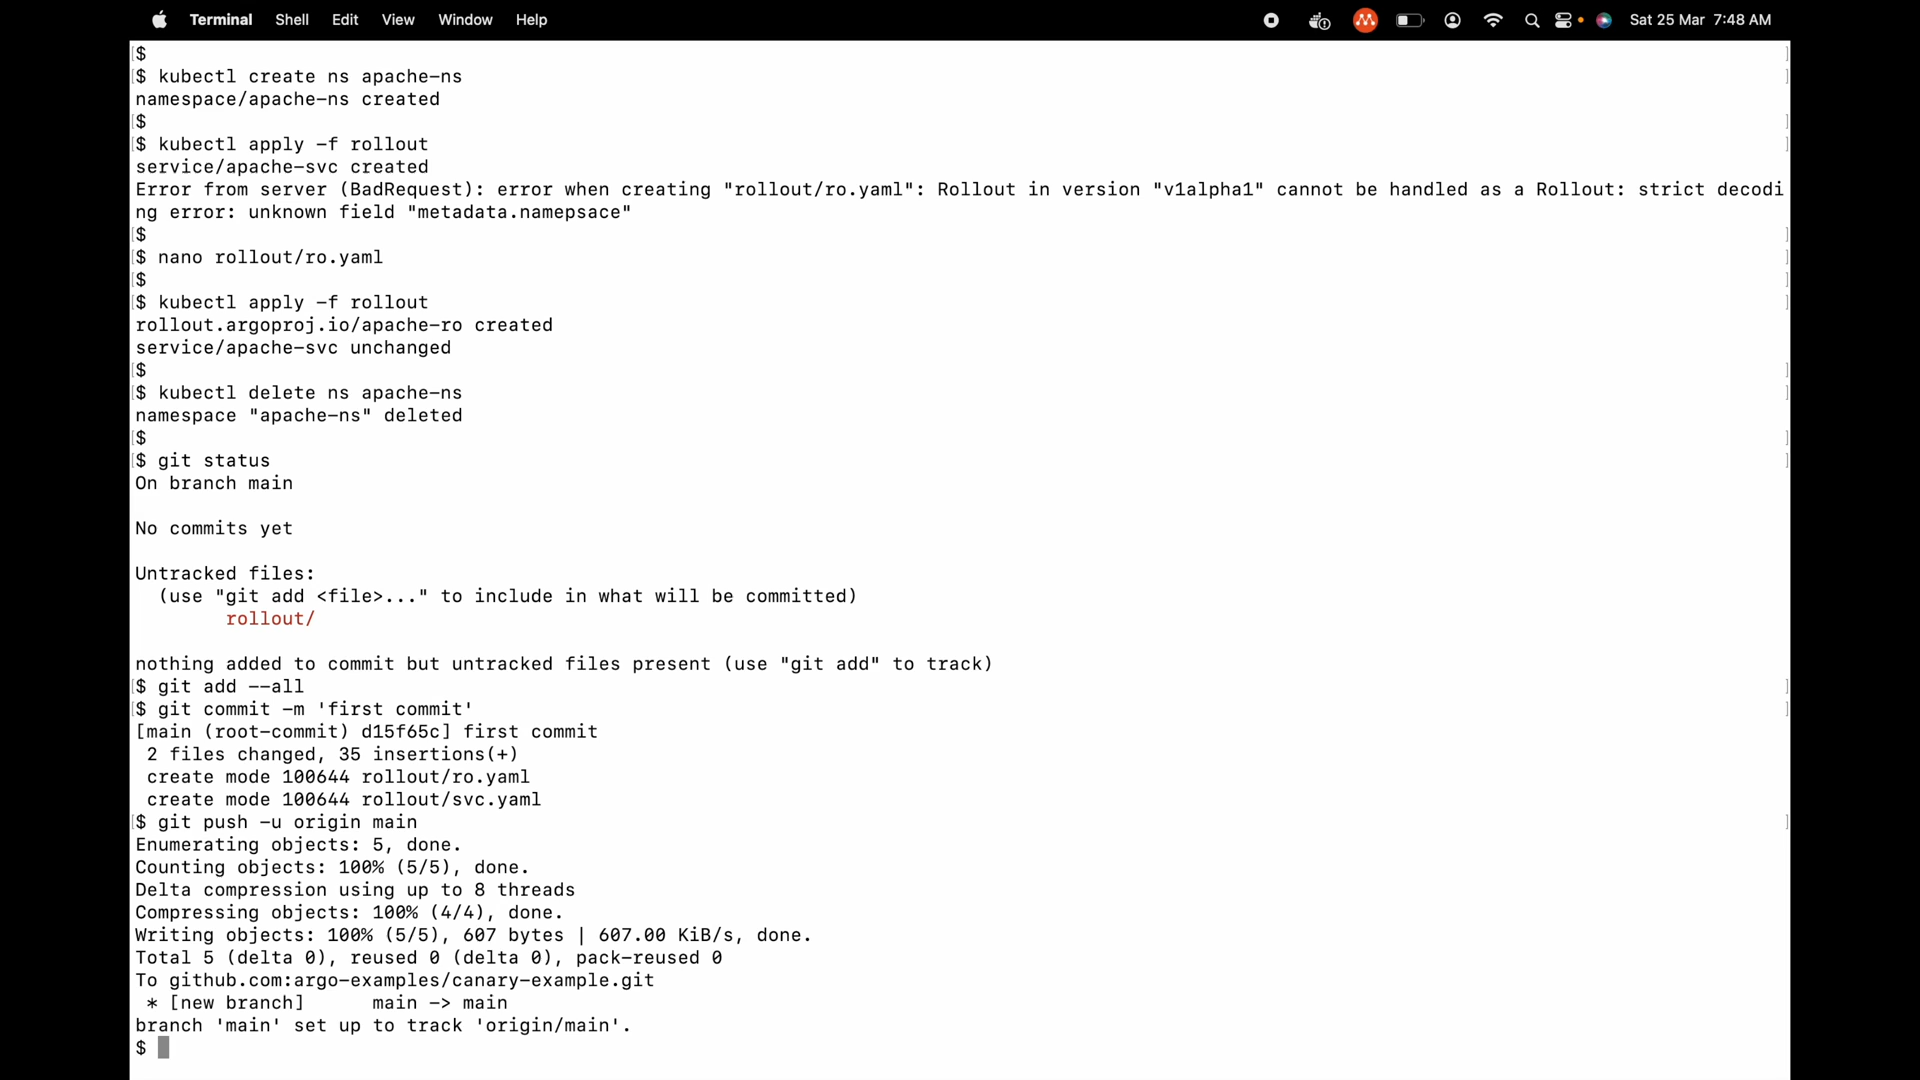 Terminal Shell Edit View Window Help Sat 25 Mar 7:48 AM
[$ ]
[$ kubectl create ns apache-ns ]
namespace/apache-ns created
[$ ]
[$ kubectl apply -f rollout ]
service/apache-svc created
Error from server (BadRequest): error when creating "rollout/ro.yaml": Rollout in version "v1alpha1" cannot be handled as a Rollout: strict decodi
ng error: unknown field "metadata.namepsace"
[$ ]
[$ nano rollout/ro.yaml ]
[$ ]
[$ kubectl apply -f rollout ]
rollout.argoproj.io/apache-ro created
service/apache-svc unchanged
[$ ]
[$ kubectl delete ns apache-ns ]
namespace "apache-ns" deleted
[$ ]
[$ git status ]
On branch main
No commits yet
Untracked files:
(use "git add <file>..." to include in what will be committed)
rollout/
nothing added to commit but untracked files present (use "git add" to track)
[$ git add --all ]
[$ git commit -m 'first commit' ]
[main (root-commit) d15f65c] first commit
2 files changed, 35 insertions(+)
create mode 100644 rollout/ro.yaml
create mode 100644 rollout/svc.yaml
[$ git push -u origin main ]
Enumerating objects: 5, done.
Counting objects: 100% (5/5), done.
Delta compression using up to 8 threads
Compressing objects: 100% (4/4), done.
Writing objects: 100% (5/5), 607 bytes | 607.00 KiB/s, done.
Total 5 (delta 0), reused 0 (delta 0), pack-reused 0
To github.com:argo-examples/canary-example.git
* [new branch] main -> main
branch 'main' set up to track 'origin/main'.
$